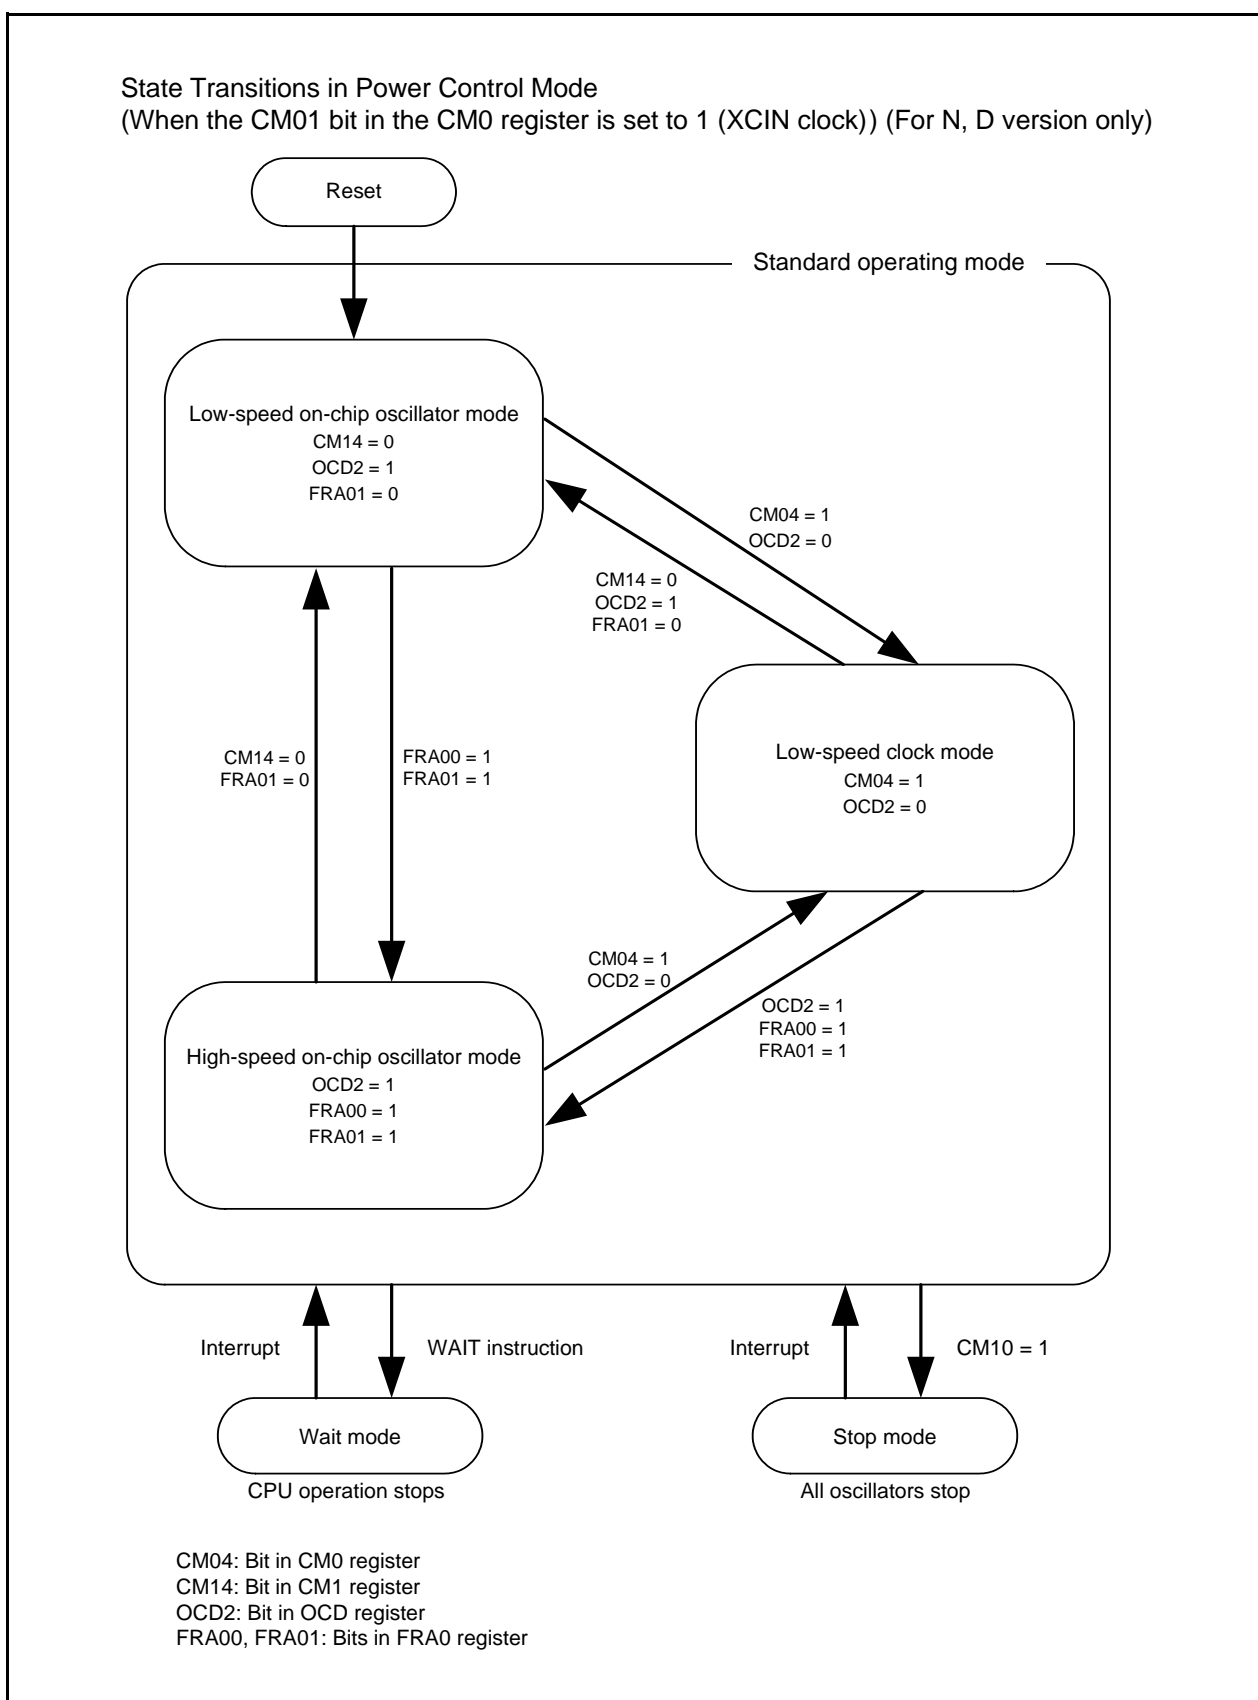 State Transitions in Power Control Mode
(When the CM01 bit in the CM0 register is set to 1 (XCIN clock)) (For N, D version only)
Reset
Standard operating mode
Low-speed on-chip oscillator mode
CM14 = 0
OCD2 = 1
FRA01 = 0
CM04 = 1
OCD2 = 0
CM14 = 0
OCD2 = 1
FRA01 = 0
Low-speed clock mode
CM04 = 1
OCD2 = 0
CM14 = 0
FRA01 = 0
FRA00 = 1
FRA01 = 1
CM04 = 1
OCD2 = 0
OCD2 = 1
FRA00 = 1
FRA01 = 1
High-speed on-chip oscillator mode
OCD2 = 1
FRA00 = 1
FRA01 = 1
Interrupt
WAIT instruction
Interrupt
CM10 = 1
Wait mode
Stop mode
CPU operation stops
All oscillators stop
CM04: Bit in CM0 register
CM14: Bit in CM1 register
OCD2: Bit in OCD register
FRA00, FRA01: Bits in FRA0 register